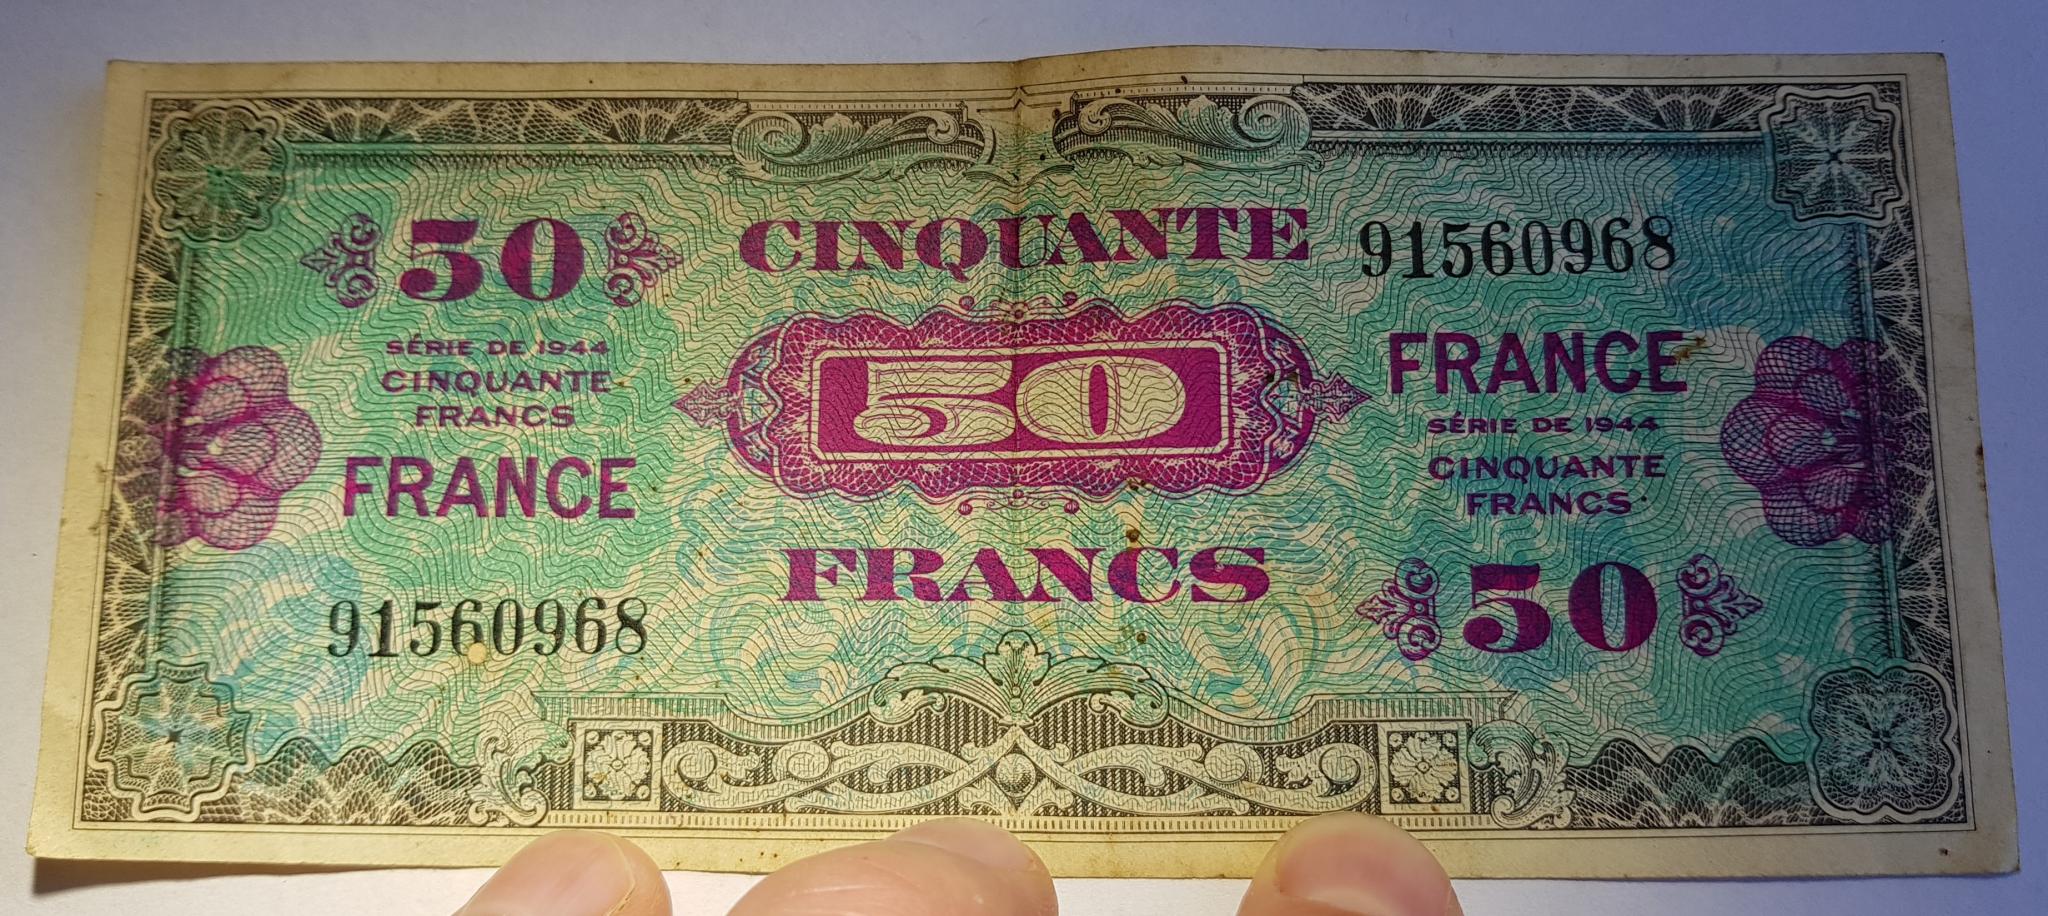 50
CINQUANTE
91560968
SÉRIE DE 1944
CINQUANTE
FRANCS
FRANCE
91560968
50
FRANCS
FRANCE
SÉRIE DE 1944
CINQUANTE
FRANCS
50